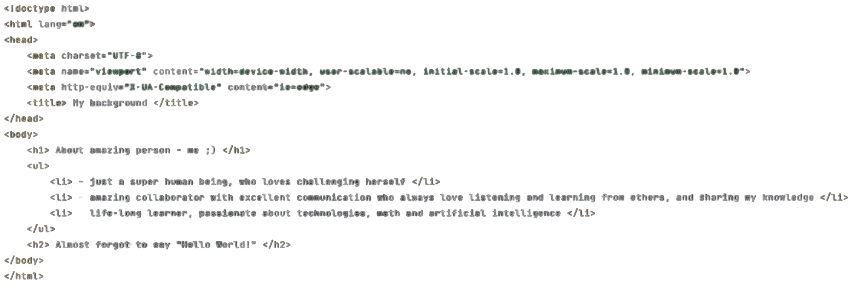 <!doctype html>
<html lang="en">
<head>
<meta charset="UTF-8">
<meta name="viewport" content="width=device-width, user-scalable=no, initial-scale=1.0, maximum-scale=1.0, minimum-scale=1.0">
<meta http-equiv="X-UA-Compatible" content="ie=edge">
<title> My background </title>
</head>
<body>
<h1> About amazing person - me ;) </h1>
<ul>
<li> - just a super human being, who loves challenging herself </li>
<li> - amazing collaborator with excellent communication who always love listening and learning from others, and sharing my knowledge </li>
<li> life-long learner, passionate about technologies, math and artificial intelligence </li>
</ul>
<h2> Almost forgot to say "Hello World!" </h2>
</body>
</html>